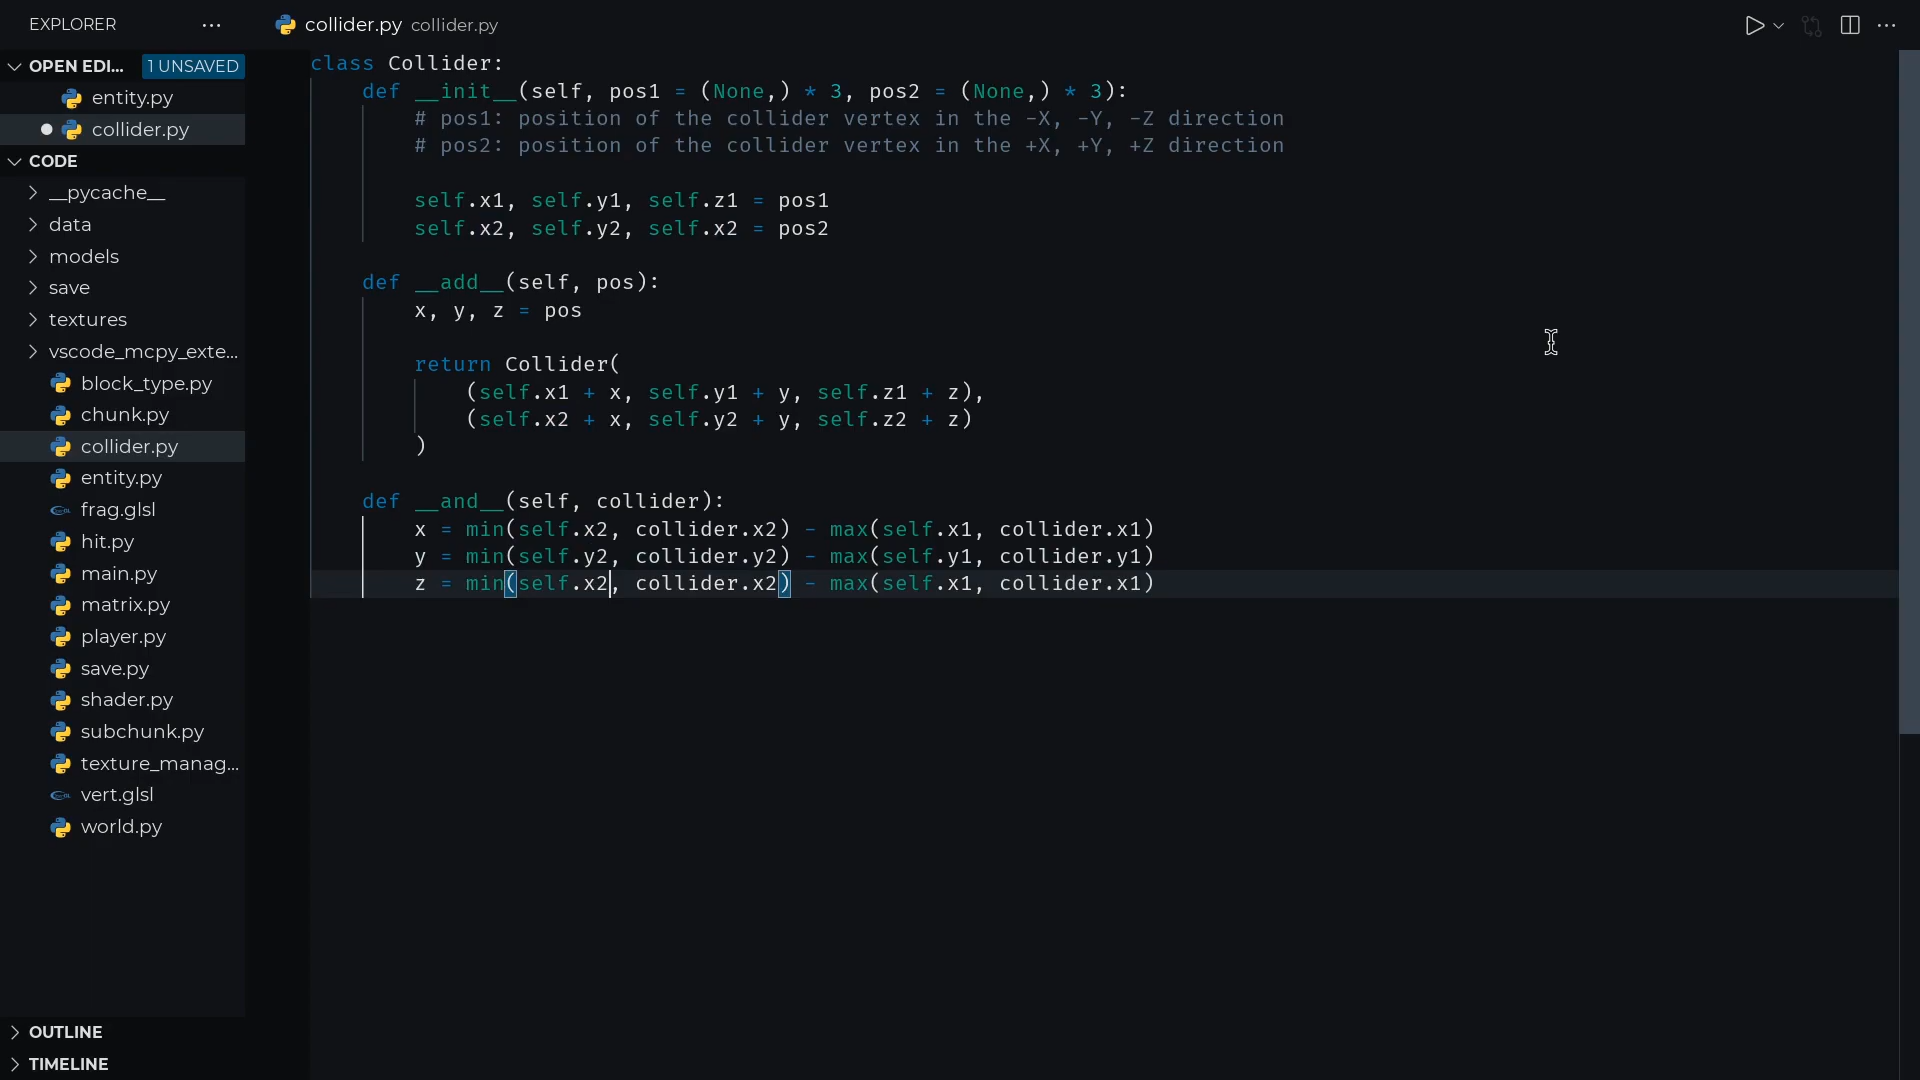 EXPLORER
OPEN EDI... 1 UNSAVED
entity.py
collider.py
CODE
__pycache__
data
models
save
textures
vscode_mcpy_exte...
block_type.py
chunk.py
collider.py
entity.py
frag.glsl
hit.py
main.py
matrix.py
player.py
save.py
shader.py
subchunk.py
texture_manag...
vert.glsl
world.py
OUTLINE
TIMELINE
collider.py collider.py
class Collider:
    def __init__(self, pos1 = (None,) * 3, pos2 = (None,) * 3):
        # pos1: position of the collider vertex in the -X, -Y, -Z direction
        # pos2: position of the collider vertex in the +X, +Y, +Z direction
        self.x1, self.y1, self.z1 = pos1
        self.x2, self.y2, self.x2 = pos2
    def __add__(self, pos):
        x, y, z = pos
        return Collider(
            (self.x1 + x, self.y1 + y, self.z1 + z),
            (self.x2 + x, self.y2 + y, self.z2 + z)
        )
    def __and__(self, collider):
        x = min(self.x2, collider.x2) - max(self.x1, collider.x1)
        y = min(self.y2, collider.y2) - max(self.y1, collider.y1)
        z = min(self.x2, collider.x2) - max(self.x1, collider.x1)